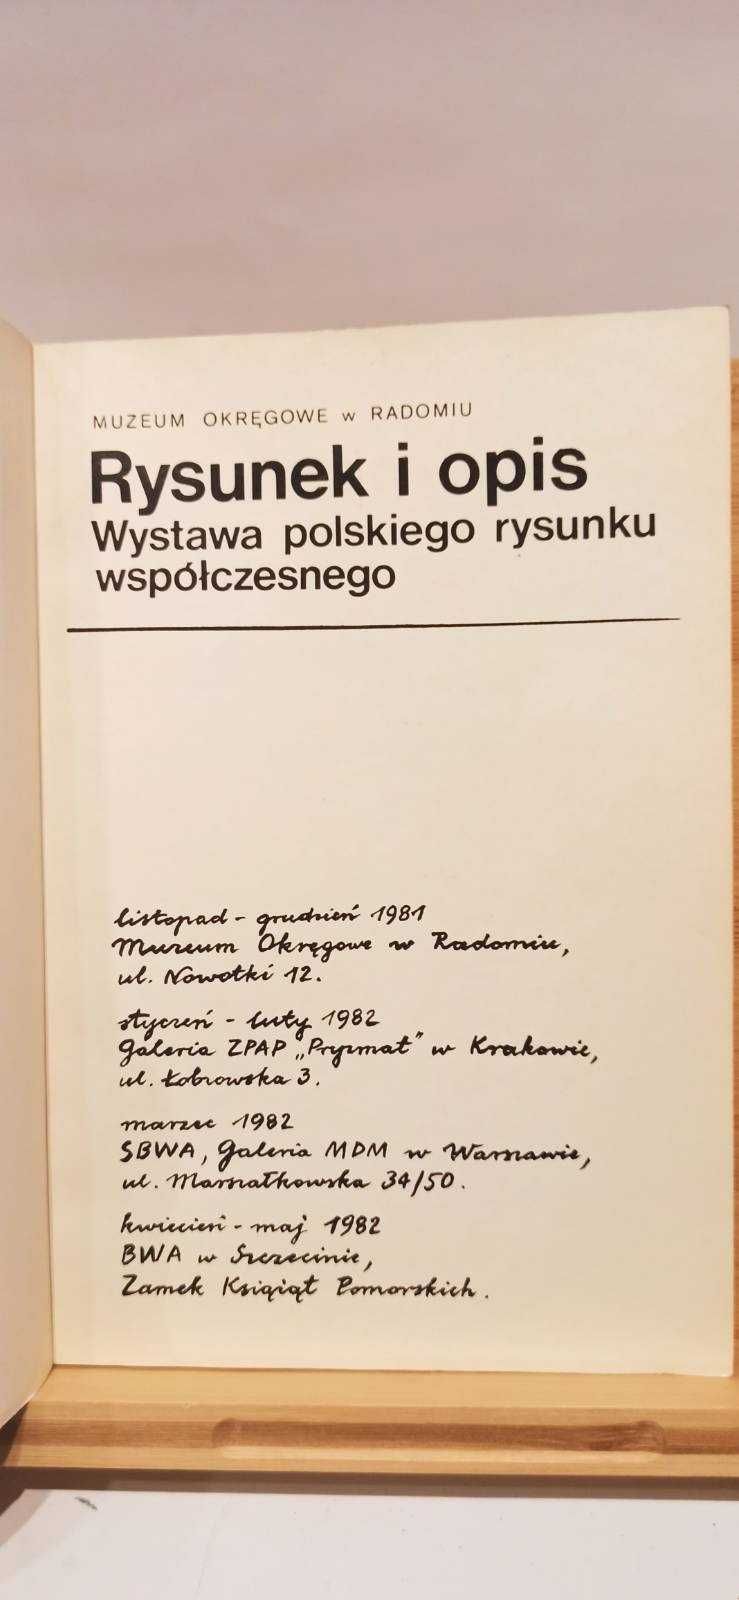 MUZEUM OKRĘGOWE w RADOMIU
Rysunek i opis
Wystawa polskiego rysunku
współczesnego
listopad - grudzień 1981
Muzeum Okręgowe w Radomiu,
ul. Nowotki 12.
styczeń - luty 1982
Galeria ZPAP „Pryzmat" w Krakowie,
ul. Łobzowska 3.
marzec 1982
SBWA, Galeria MDM w Warszawie,
ul. Marszałkowska 34/50.
kwiecień - maj 1982
BWA w Szczecinie,
Zamek Książąt Pomorskich.